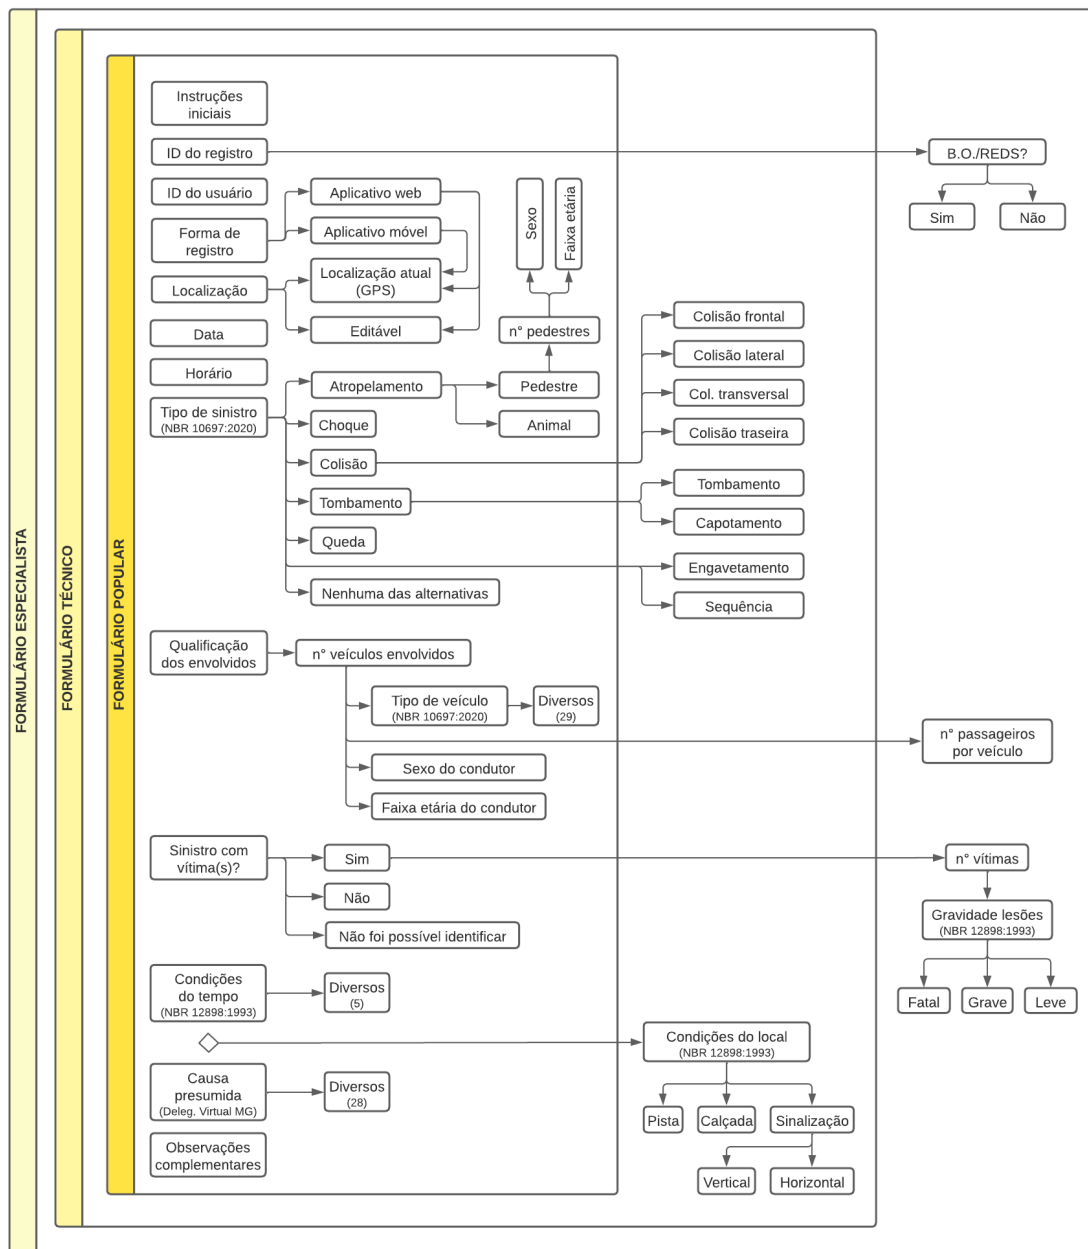 FORMULÁRIO ESPECIALISTA
FORMULÁRIO TÉCNICO
FORMULÁRIO POPULAR
Instruções
iniciais
ID do registro
B.O./REDS?
Sim
Não
ID do usuário
Forma de
registro
Aplicativo web
Aplicativo móvel
Localização
Localização atual
(GPS)
Editável
Sexo
Faixa etária
n° pedestres
Data
Horário
Tipo de sinistro
(NBR 10697:2020)
Atropelamento
Pedestre
Animal
Choque
Colisão
Colisão frontal
Colisão lateral
Col. transversal
Colisão traseira
Tombamento
Tombamento
Capotamento
Queda
Engavetamento
Sequência
Nenhuma das alternativas
Qualificação
dos envolvidos
n° veículos envolvidos
Tipo de veículo
(NBR 10697:2020)
Diversos
(29)
n° passageiros
por veículo
Sexo do condutor
Faixa etária do condutor
Sinistro com
vítima(s)?
Sim
Não
Não foi possível identificar
n° vítimas
Gravidade lesões
(NBR 12898:1993)
Fatal
Grave
Leve
Condições
do tempo
(NBR 12898:1993)
Diversos
(5)
Condições do local
(NBR 12898:1993)
Pista
Calçada
Sinalização
Vertical
Horizontal
Causa
presumida
(Deleg. Virtual MG)
Diversos
(28)
Observações
complementares